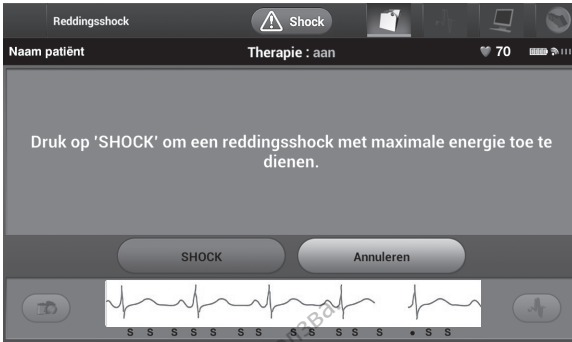 Reddingsshock
Shock
Naam patiënt
Therapie : aan
70
Druk op 'SHOCK' om een reddingsshock met maximale energie toe te
dienen.
SHOCK
Annuleren
S S S S S S S S S S S S • S S